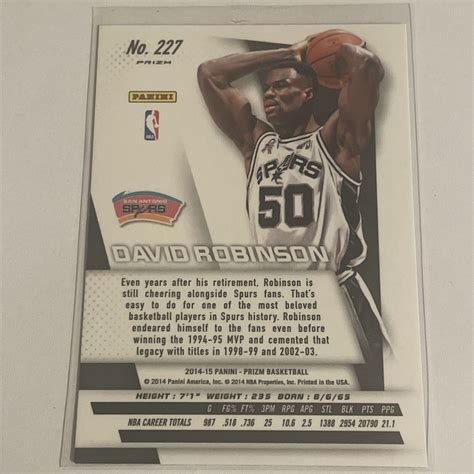 No. 227
PRIZM
PANINI
NBA
SAN ANTONIO
SPURS
SPURS
50
DAVID ROBINSON
Even years after his retirement, Robinson is
still cheering alongside Spurs fans. That's
easy to do for one of the most beloved
basketball players in Spurs history. Robinson
endeared himself to the fans even before
winning the 1994-95 MVP and cemented that
legacy with titles in 1998-99 and 2002-03.
2014-15 PANINI - PRIZM BASKETBALL
© 2014 Panini America, Inc. © 2014 NBA Properties, Inc. Printed in the USA.
HEIGHT: 7'1" WEIGHT: 235 BORN: 8/6/65
G FG% FT% 3PM RPG APG STL BLK PTS PPG
NBA CAREER TOTALS 987 .518 .736 25 10.6 2.5 1388 2954 20790 21.1